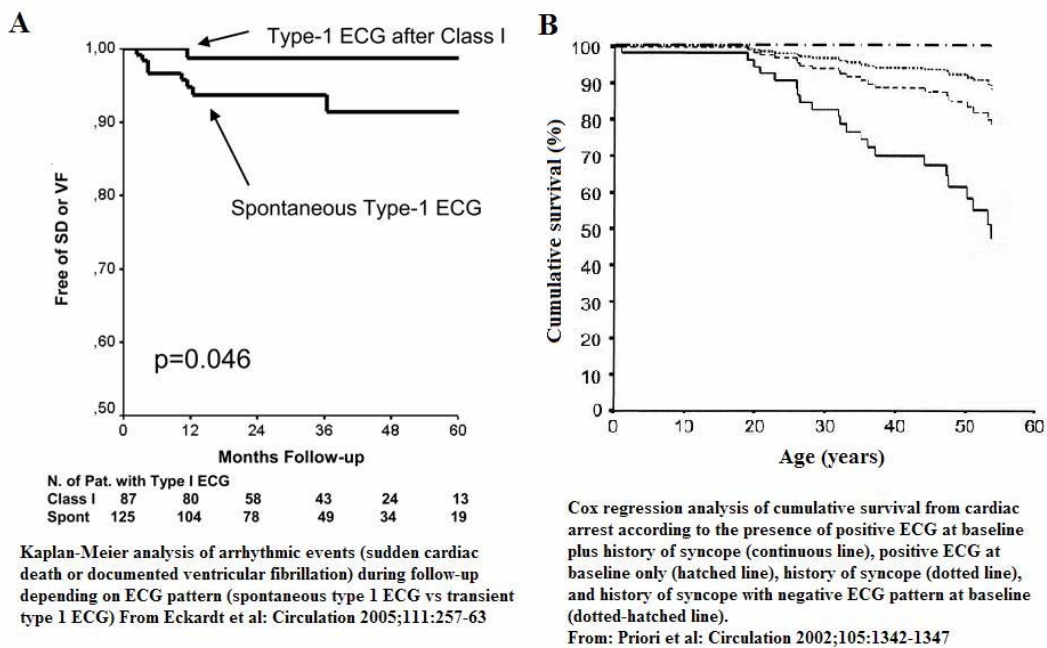 A
Type-1 ECG after Class I
1,00
,90
,80
,70
,60
,50
Free of SD or VF
Spontaneous Type-1 ECG
p=0.046
0 12 24 36 48 60
Months Follow-up
N. of Pat. with Type I ECG
Class I 87 80 58 43 24 13
Spont 125 104 78 49 34 19
Kaplan-Meier analysis of arrhythmic events (sudden cardiac
death or documented ventricular fibrillation) during follow-up
depending on ECG pattern (spontaneous type 1 ECG vs transient
type 1 ECG) From Eckardt et al: Circulation 2005;111:257-63
B
100
90
80
70
60
50
40
30
20
10
0
Cumulative survival (%)
0 10 20 30 40 50 60
Age (years)
Cox regression analysis of cumulative survival from cardiac
arrest according to the presence of positive ECG at baseline
plus history of syncope (continuous line), positive ECG at
baseline only (hatched line), history of syncope (dotted line),
and history of syncope with negative ECG pattern at baseline
(dotted-hatched line).
From: Priori et al: Circulation 2002;105:1342-1347